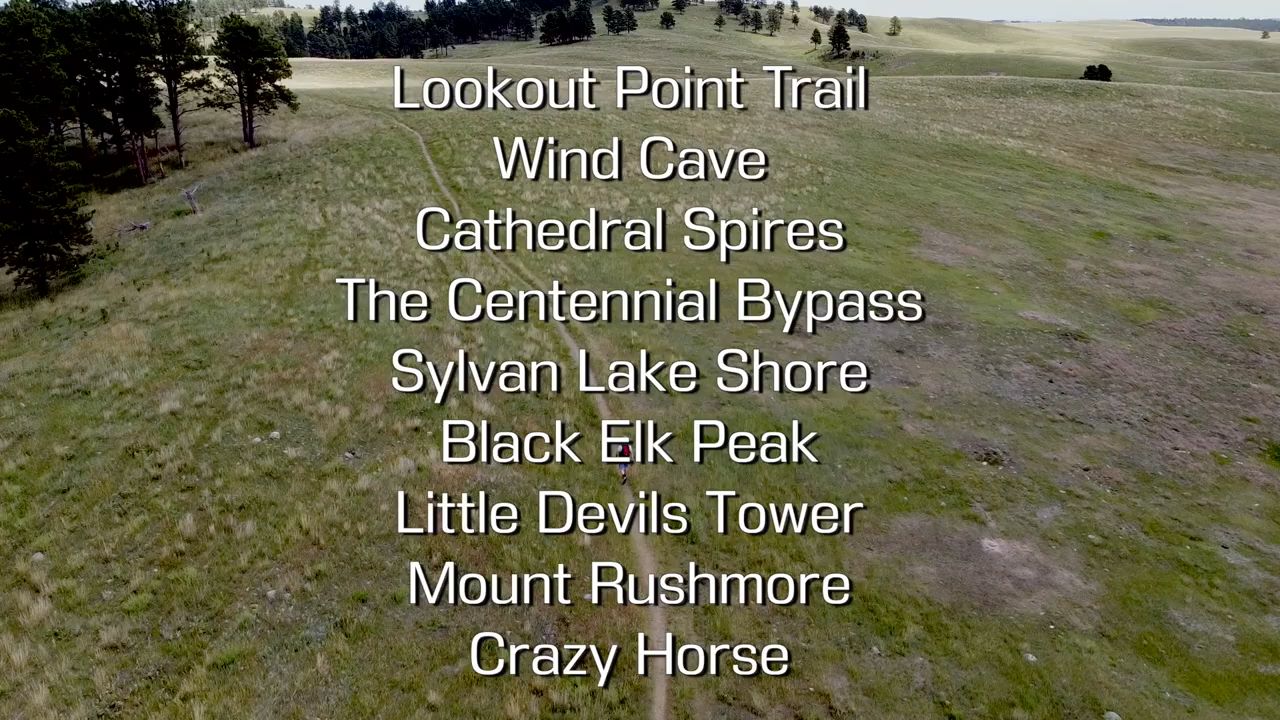 Lookout Point Trail
Wind Cave
Cathedral Spires
The Centennial Bypass
Sylvan Lake Shore
Black Elk Peak
Little Devils Tower
Mount Rushmore
Crazy Horse